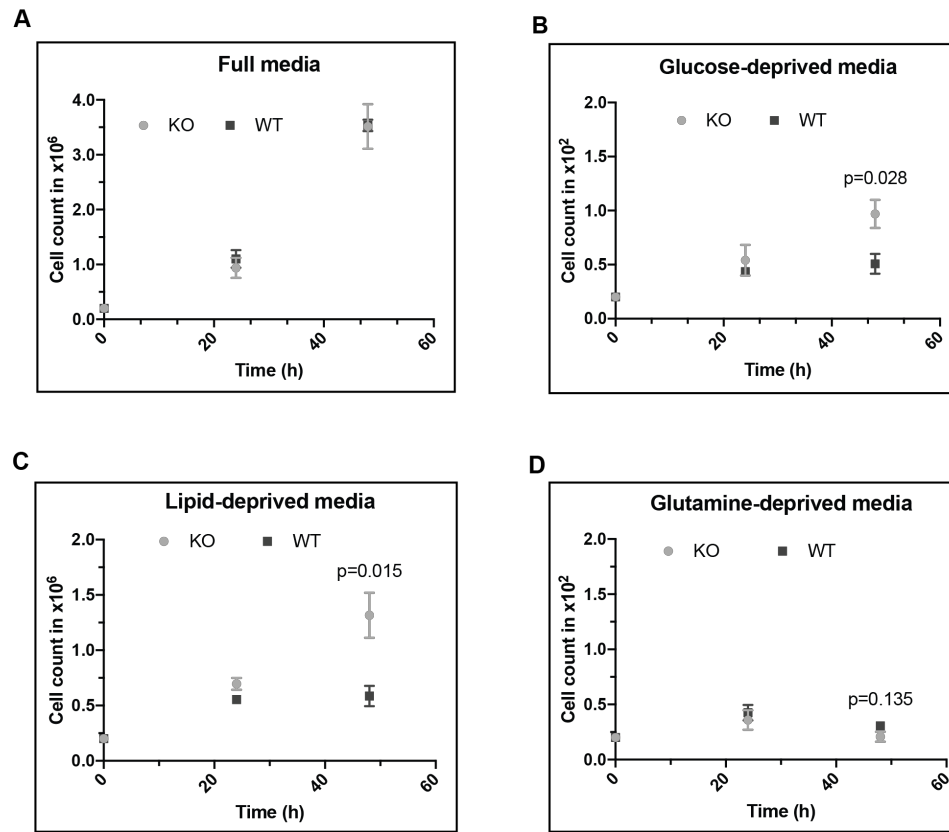 A
Full media
KO WT
Cell count in x10⁶
4.0
3.0
2.0
1.0
0.0
0 20 40 60
Time (h)
B
Glucose-deprived media
KO WT
p=0.028
Cell count in x10²
2.0
1.5
1.0
0.5
0.0
0 20 40 60
Time (h)
C
Lipid-deprived media
KO WT
p=0.015
Cell count in x10⁶
2.0
1.5
1.0
0.5
0.0
0 20 40 60
Time (h)
D
Glutamine-deprived media
KO WT
p=0.135
Cell count in x10²
2.0
1.5
1.0
0.5
0.0
0 20 40 60
Time (h)